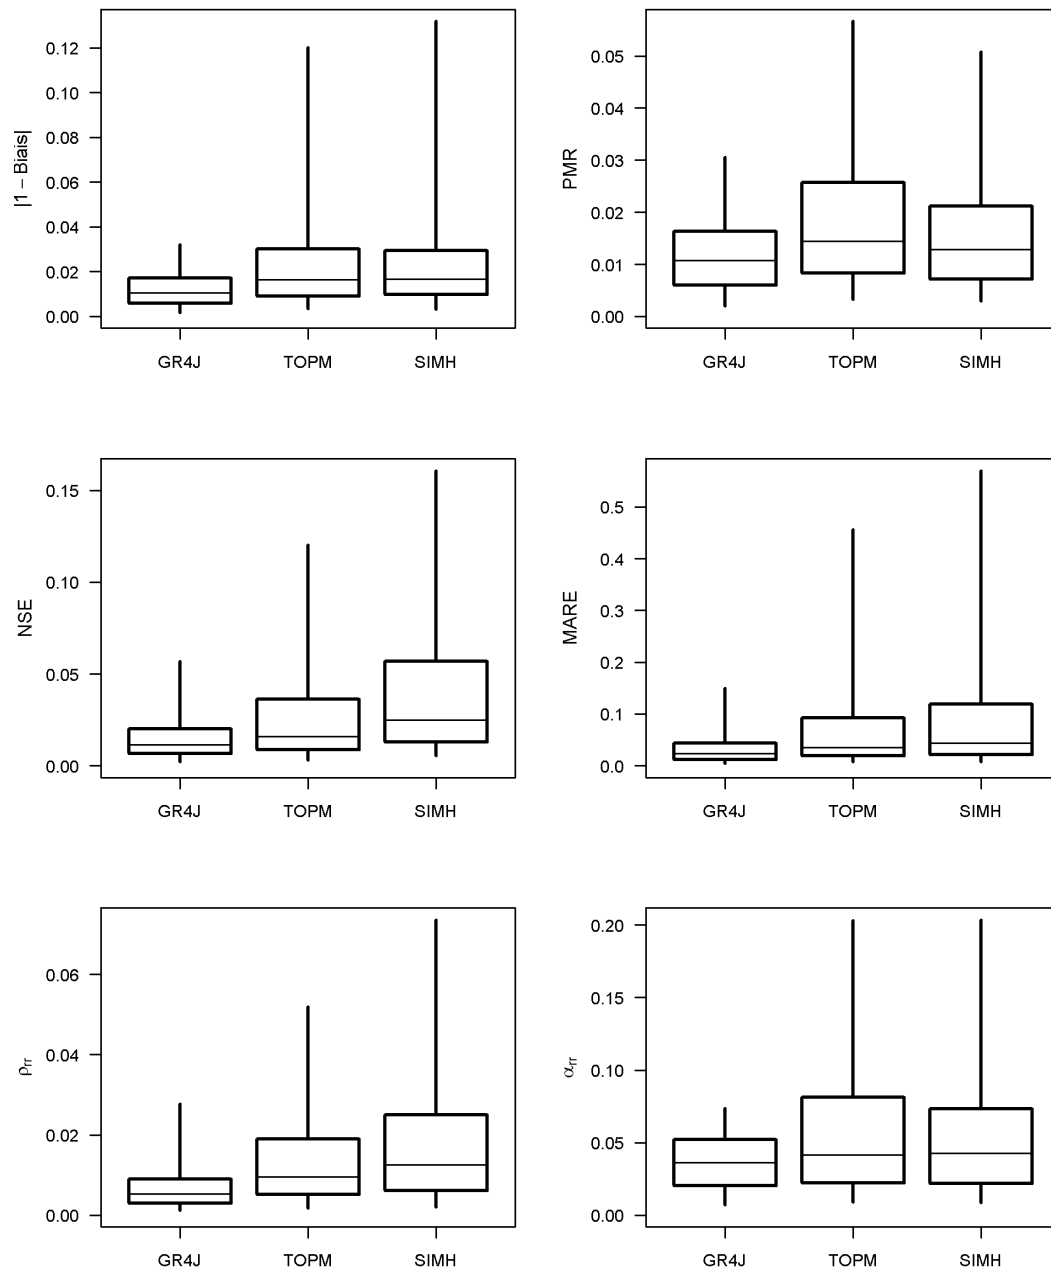 |1 − Biais|
0.12
0.10
0.08
0.06
0.04
0.02
0.00
GR4J TOPM SIMH
PMR
0.05
0.04
0.03
0.02
0.01
0.00
GR4J TOPM SIMH
NSE
0.15
0.10
0.05
0.00
GR4J TOPM SIMH
MARE
0.5
0.4
0.3
0.2
0.1
0.0
GR4J TOPM SIMH
ρrr
0.06
0.04
0.02
0.00
GR4J TOPM SIMH
αrr
0.20
0.15
0.10
0.05
0.00
GR4J TOPM SIMH